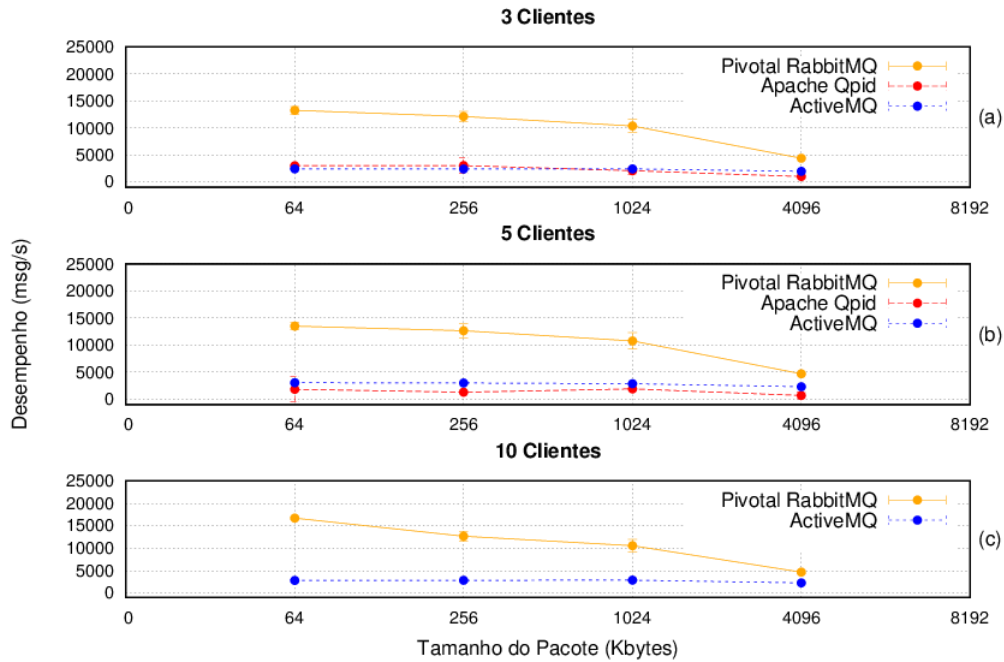 3 Clientes
25000
20000
15000
10000
5000
0
Pivotal RabbitMQ
Apache Qpid
ActiveMQ
(a)
0 64 256 1024 4096 8192
5 Clientes
25000
20000
15000
10000
5000
0
Pivotal RabbitMQ
Apache Qpid
ActiveMQ
(b)
0 64 256 1024 4096 8192
Desempenho (msg/s)
10 Clientes
25000
20000
15000
10000
5000
0
Pivotal RabbitMQ
ActiveMQ
(c)
0 64 256 1024 4096 8192
Tamanho do Pacote (Kbytes)